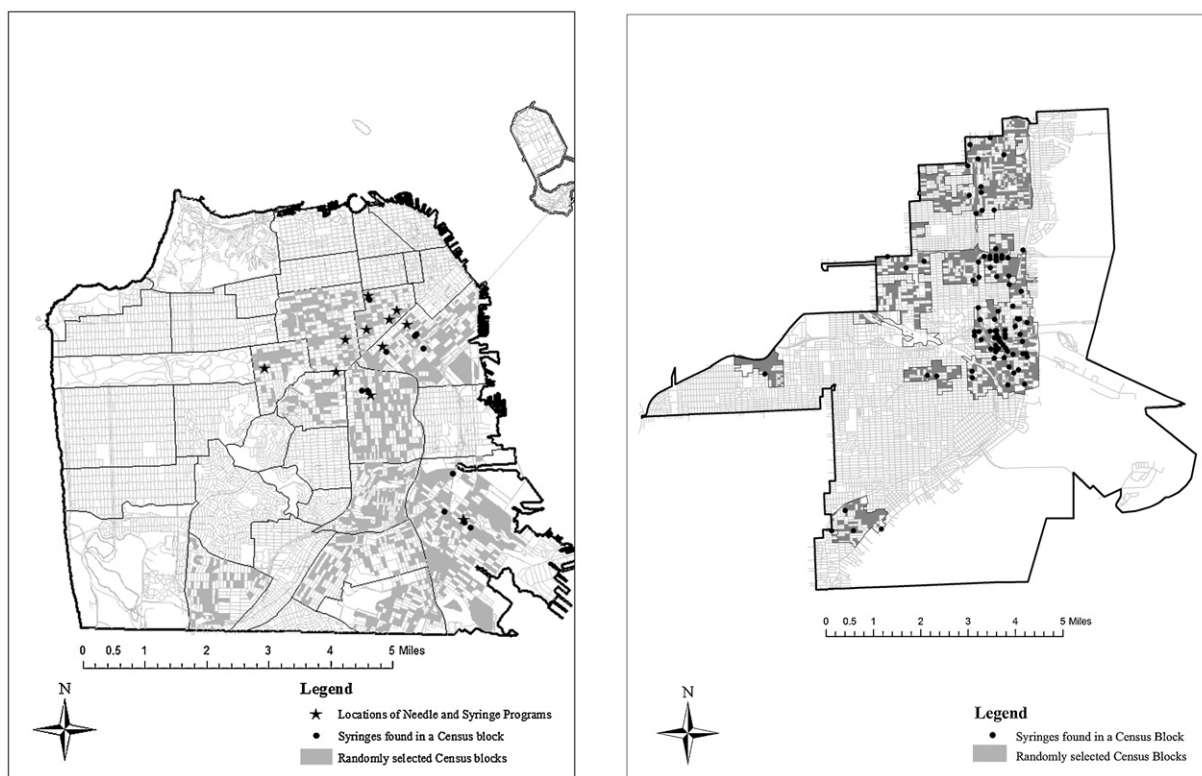 0 0.5 1 2 3 4 5 Miles
N
Legend
Locations of Needle and Syringe Programs
Syringes found in a Census block
Randomly selected Census blocks
0 0.5 1 2 3 4 5 Miles
N
Legend
Syringes found in a Census Block
Randomly selected Census Blocks